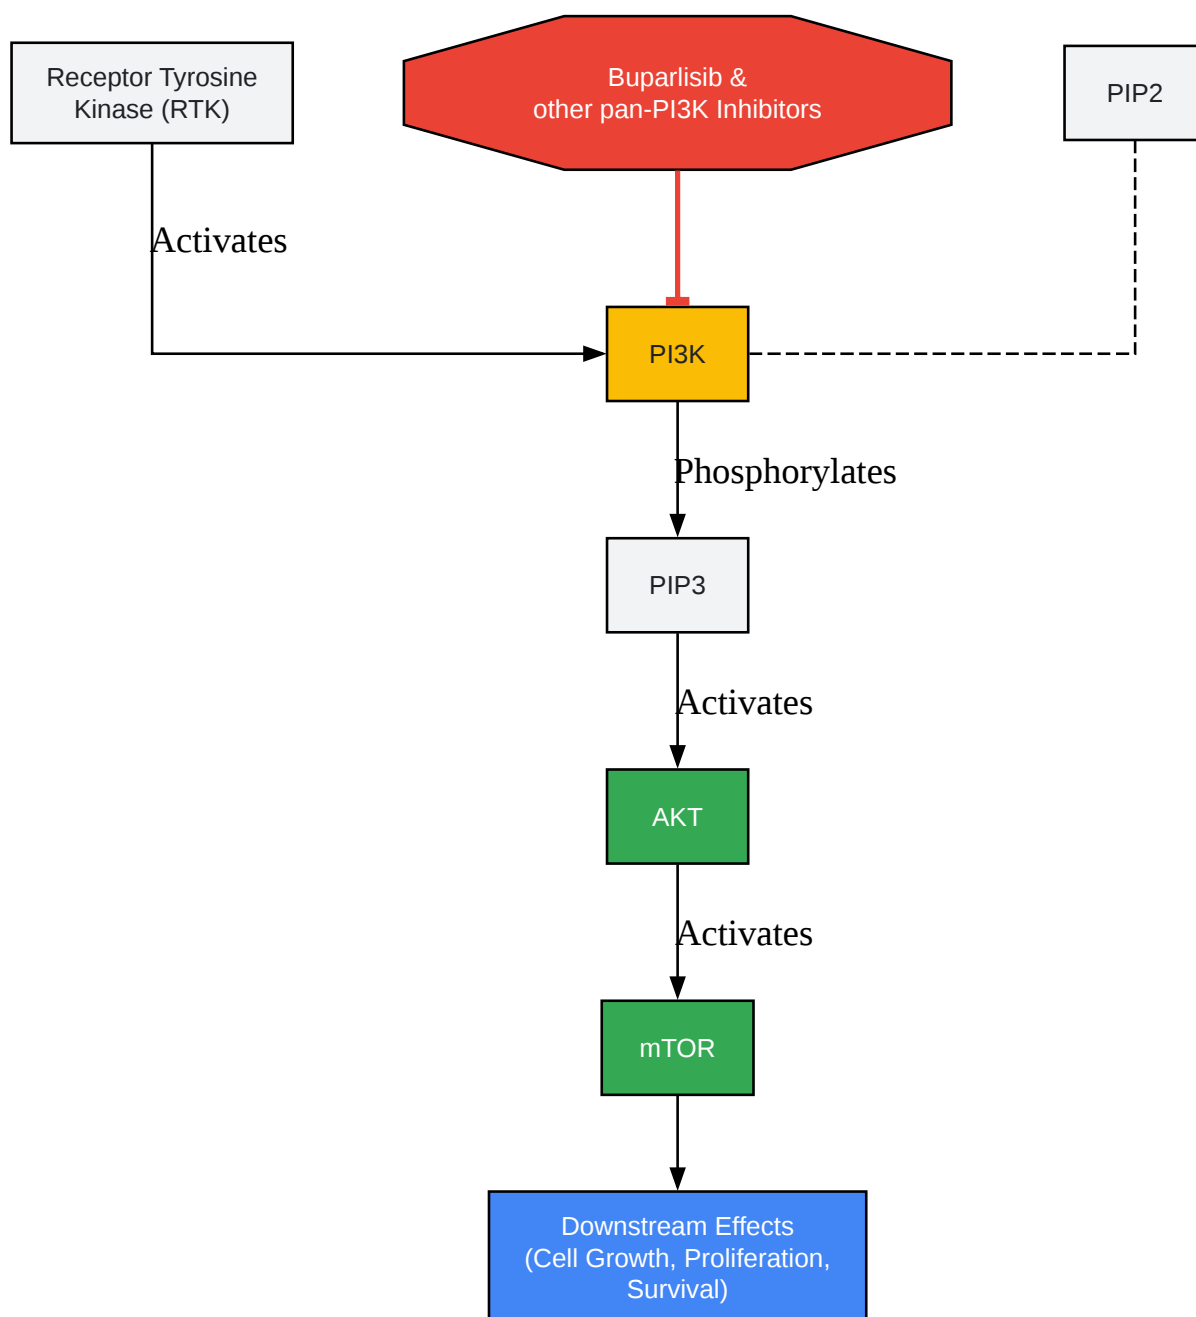 Receptor Tyrosine
Kinase (RTK)
Buparlisib &
other pan-PI3K Inhibitors
PIP2
Activates
PI3K
Phosphorylates
PIP3
Activates
AKT
Activates
mTOR
Downstream Effects
(Cell Growth, Proliferation,
Survival)